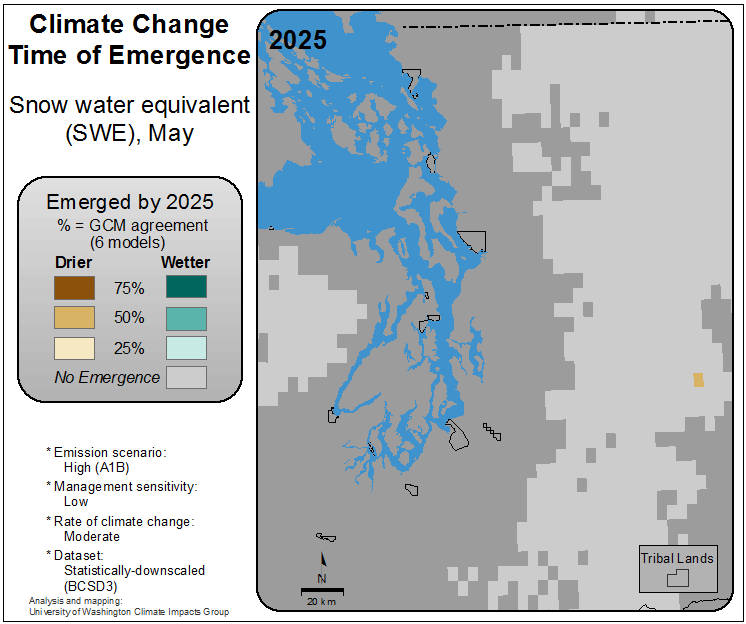 Climate Change
Time of Emergence
Snow water equivalent
(SWE), May
Emerged by 2025
% = GCM agreement
(6 models)
Drier Wetter
75%
50%
25%
No Emergence
* Emission scenario:
High (A1B)
* Management sensitivity:
Low
* Rate of climate change:
Moderate
* Dataset:
Statistically-downscaled
(BCSD3)
Analysis and mapping:
University of Washington Climate Impacts Group
2025
N
20 km
Tribal Lands